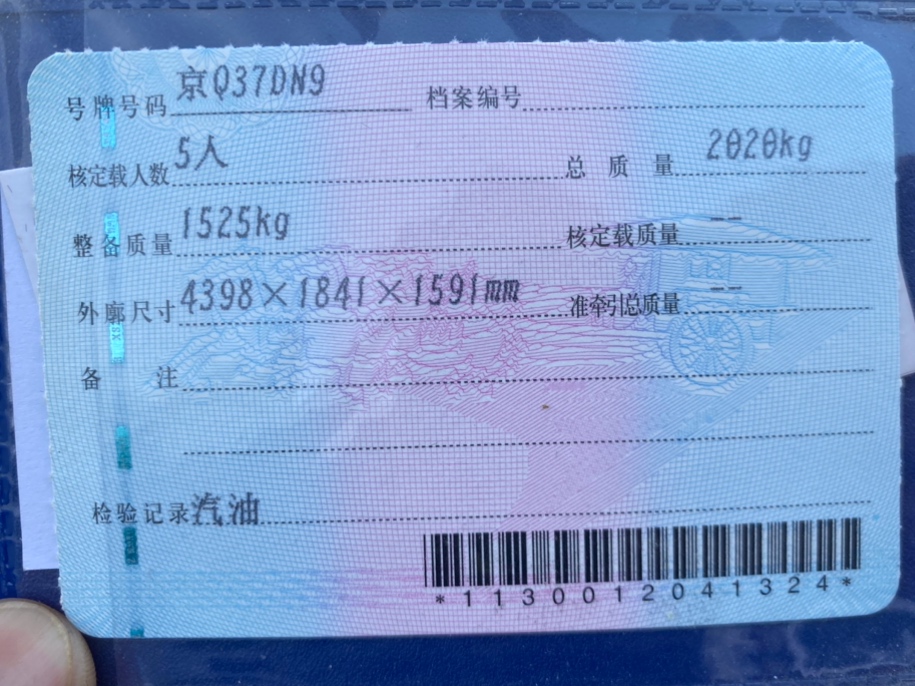 号牌号码 京Q37DN9 档案编号
核定载人数 5人 总质量 2020kg
整备质量 1525kg 核定载质量 --
外廓尺寸 4398×1841×1591mm 准牵引总质量 --
备注
检验记录 汽油
*1130012041324*